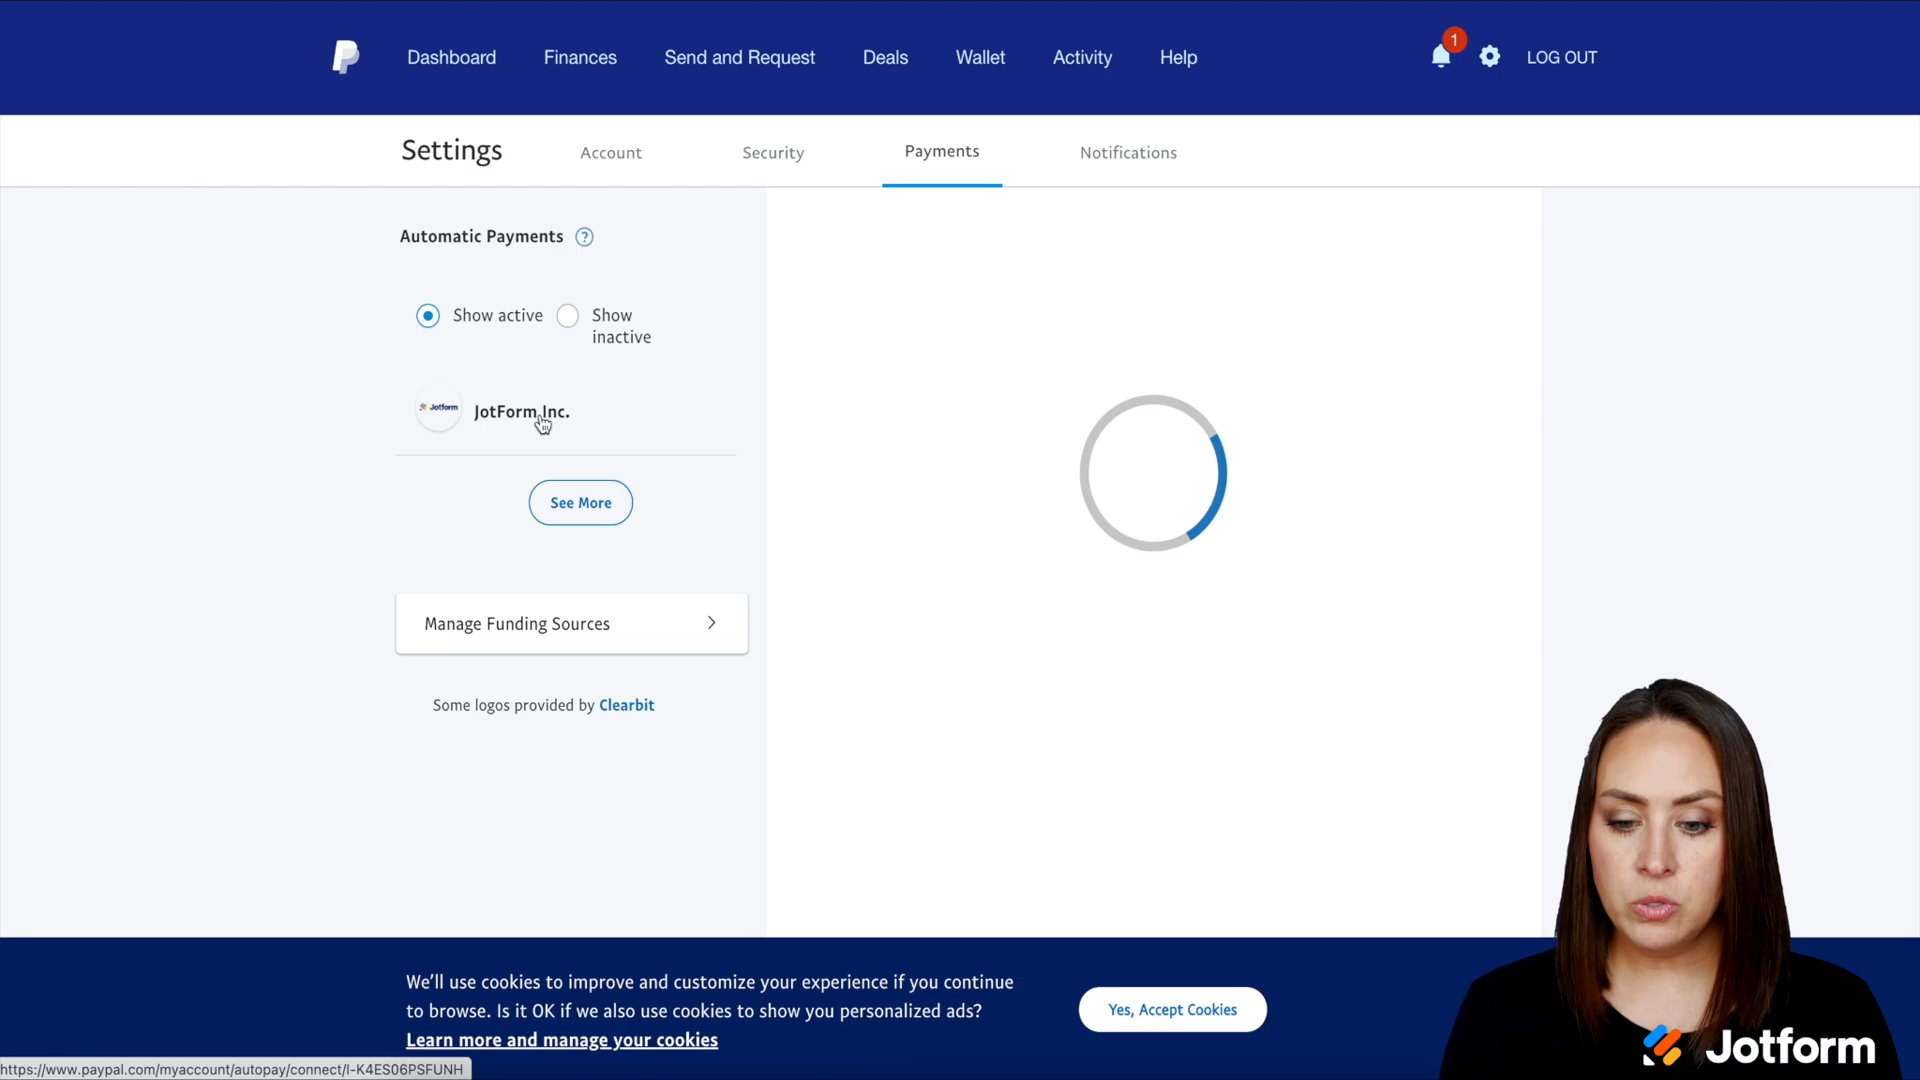 Dashboard Finances Send and Request Deals Wallet Activity Help 1 LOG OUT
Settings Account Security Payments Notifications
Automatic Payments ?
Show active Show
inactive
Jotform JotForm Inc.
See More
Manage Funding Sources
Some logos provided by Clearbit
We'll use cookies to improve and customize your experience if you continue
to browse. Is it OK if we also use cookies to show you personalized ads?
Learn more and manage your cookies
Yes, Accept Cookies
Jotform
https://www.paypal.com/myaccount/autopay/connect/I-K4ES06PSFUNH